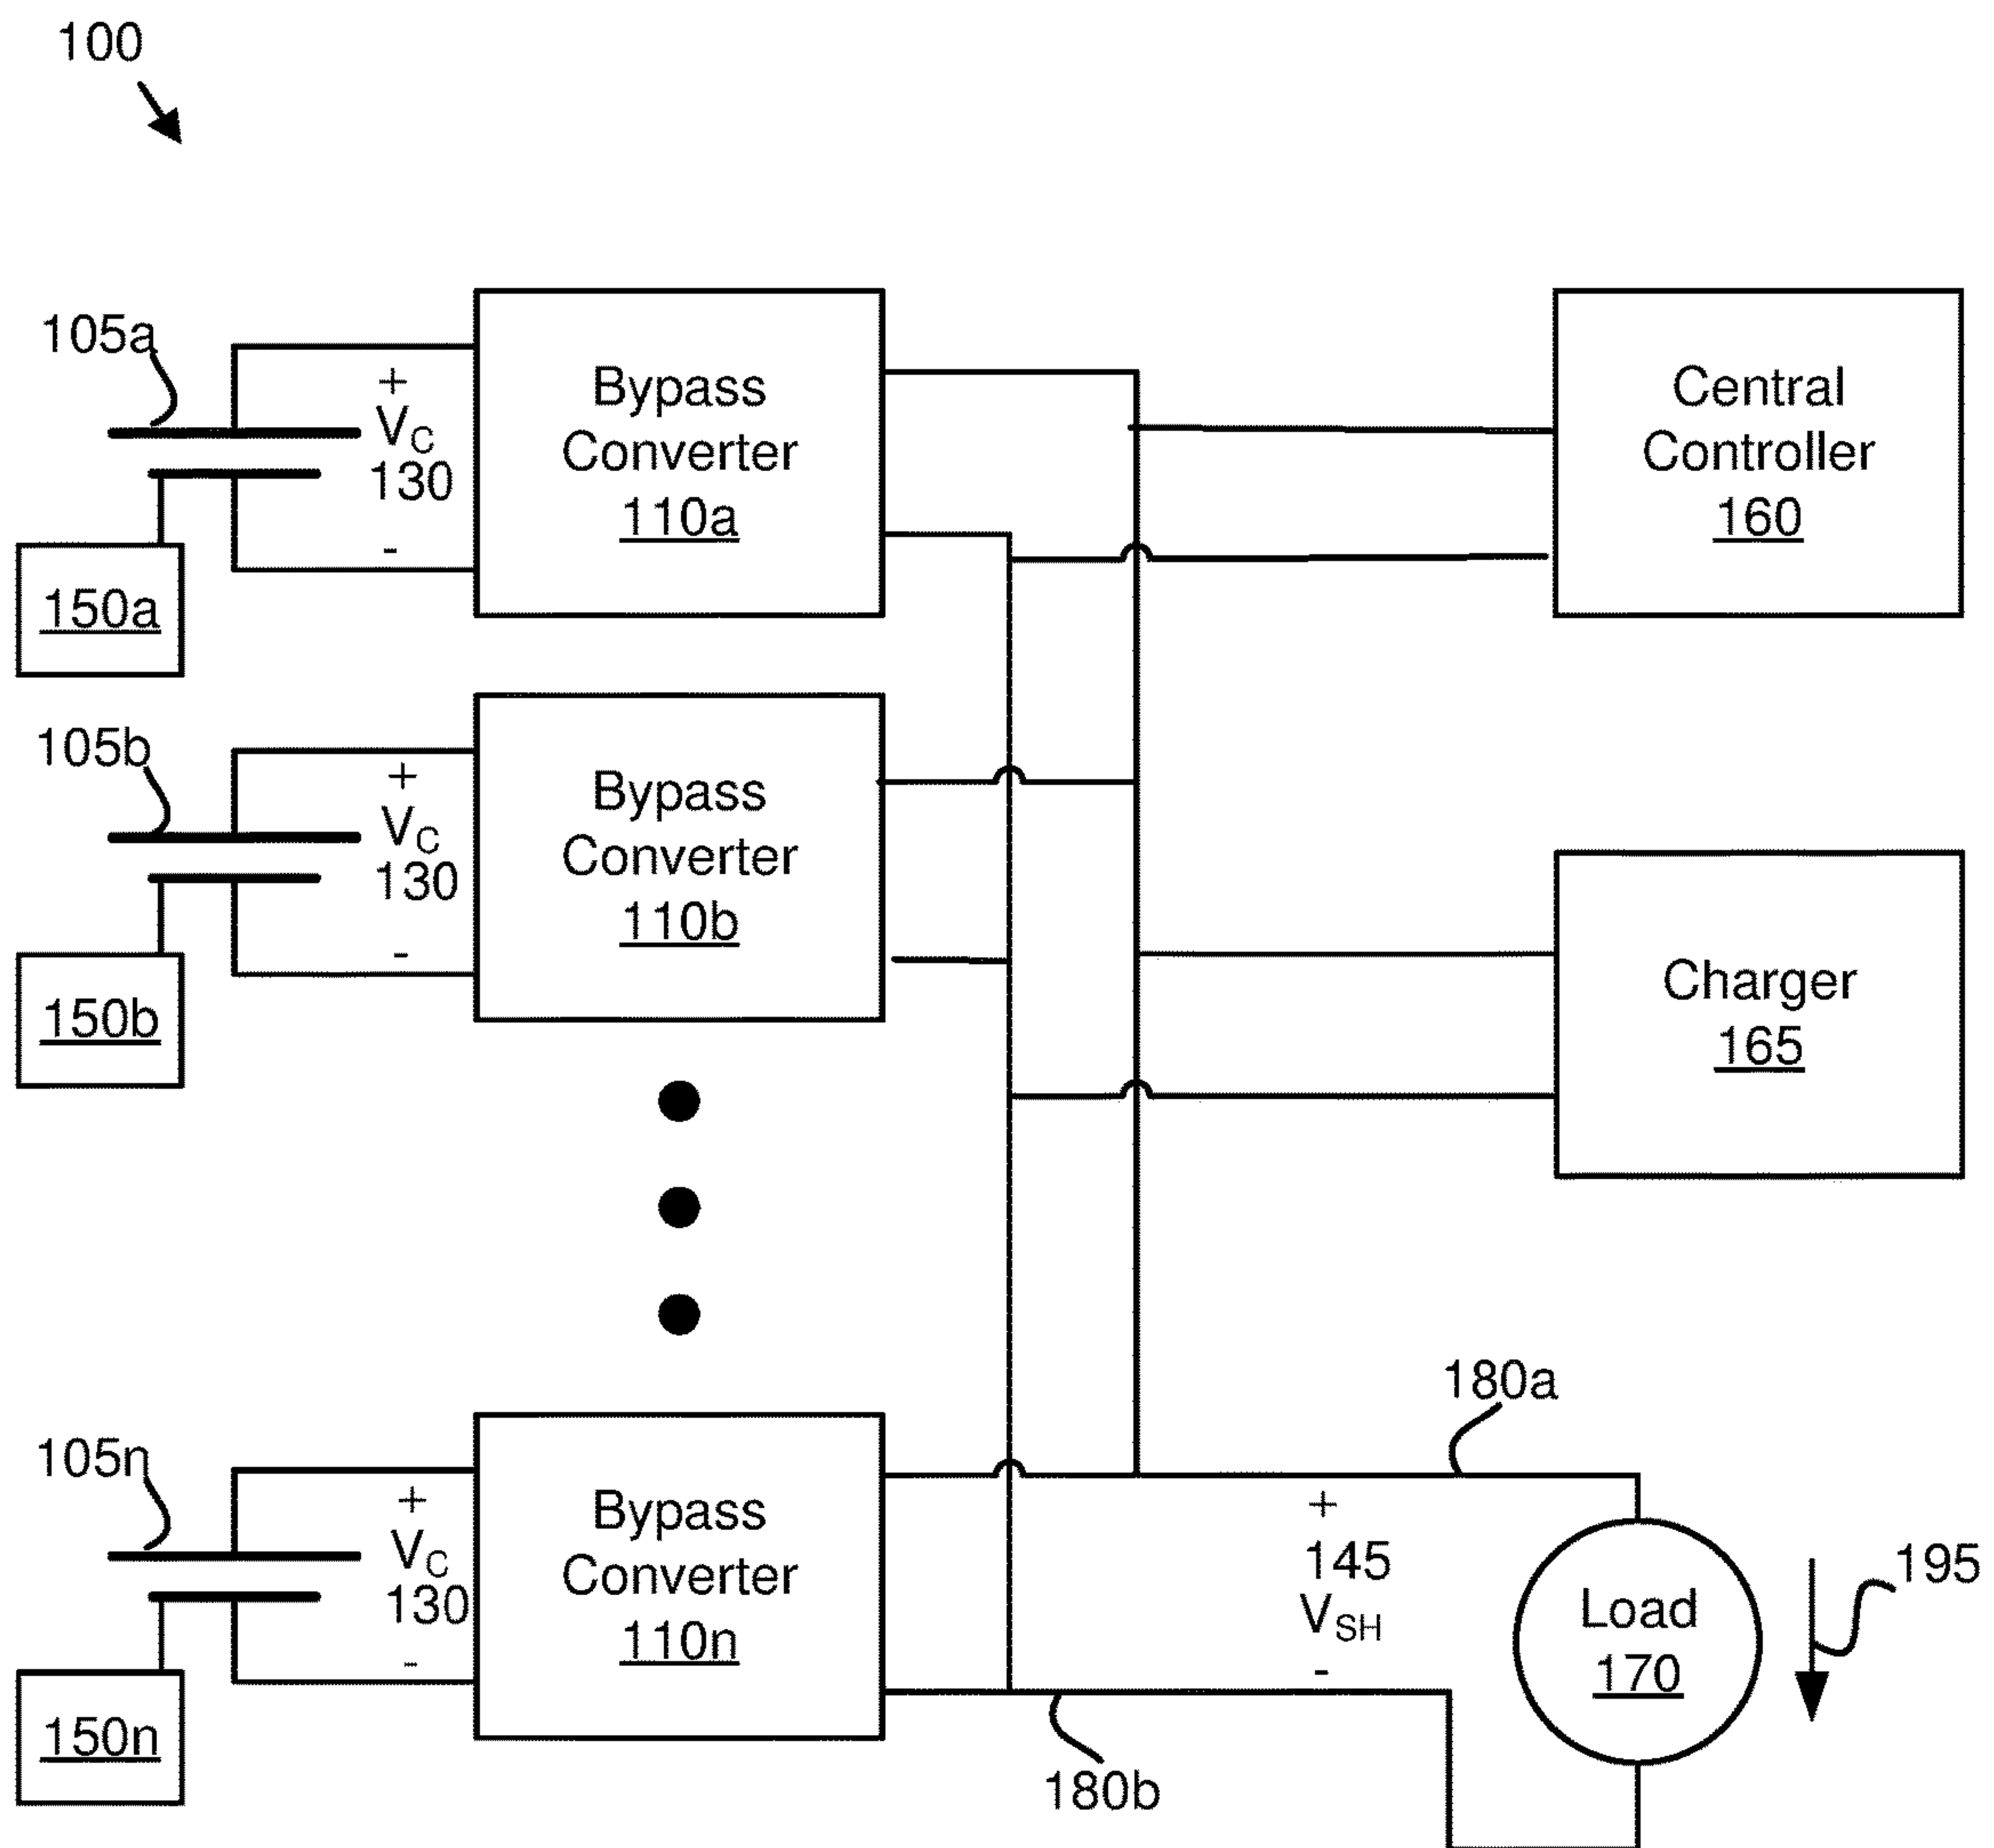 100
105a
+
VC
130
-
150a
Bypass
Converter
110a
Central
Controller
160
105b
+
VC
130
-
150b
Bypass
Converter
110b
Charger
165
105n
+
VC
130
-
150n
Bypass
Converter
110n
180a
+
145
VSH
-
180b
Load
170
195